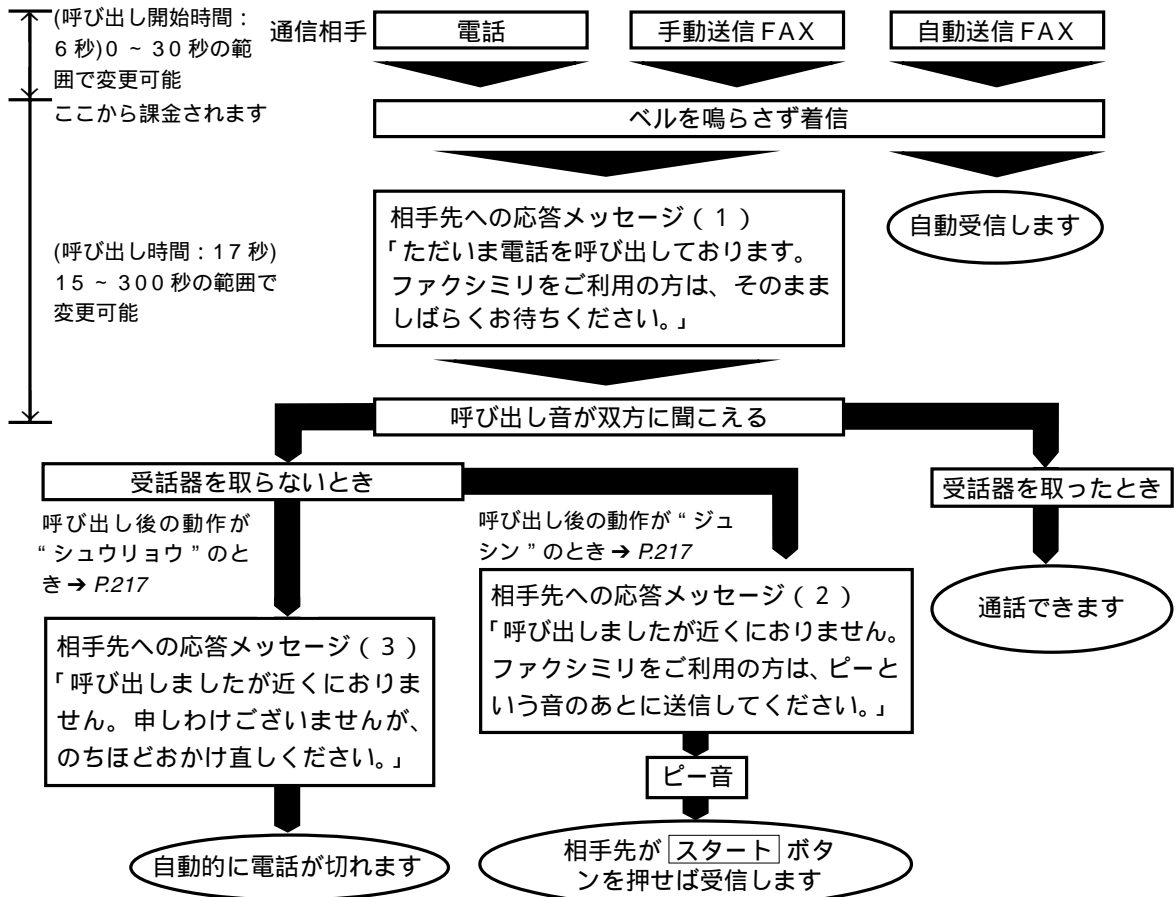 (呼び出し開始時間：
6 秒) 0 ~ 30 秒の範
囲で変更可能
通信相手
電話
手動送信 FAX
自動送信 FAX
ここから課金されます
ベルを鳴らさず着信
(呼び出し時間：17 秒)
15 ~ 300 秒の範囲で
変更可能
相手先への応答メッセージ（1）
「ただいま電話を呼び出しております。
ファクシミリをご利用の方は、そのまま
しばらくお待ちください。」
自動受信します
呼び出し音が双方に聞こえる
受話器を取らないとき
受話器を取ったとき
呼び出し後の動作が
“シュウリョウ”のと
き ➔ P.217
呼び出し後の動作が“ジュ
シン”のとき ➔ P.217
通話できます
相手先への応答メッセージ（3）
「呼び出しましたが近くにおりま
せん。申しわけございませんが、
のちほどおかけ直しください。」
相手先への応答メッセージ（2）
「呼び出しましたが近くにおりません。
ファクシミリをご利用の方は、ピーと
いう音のあとに送信してください。」
ピー音
自動的に電話が切れます
相手先が スタート ボタ
ンを押せば受信します